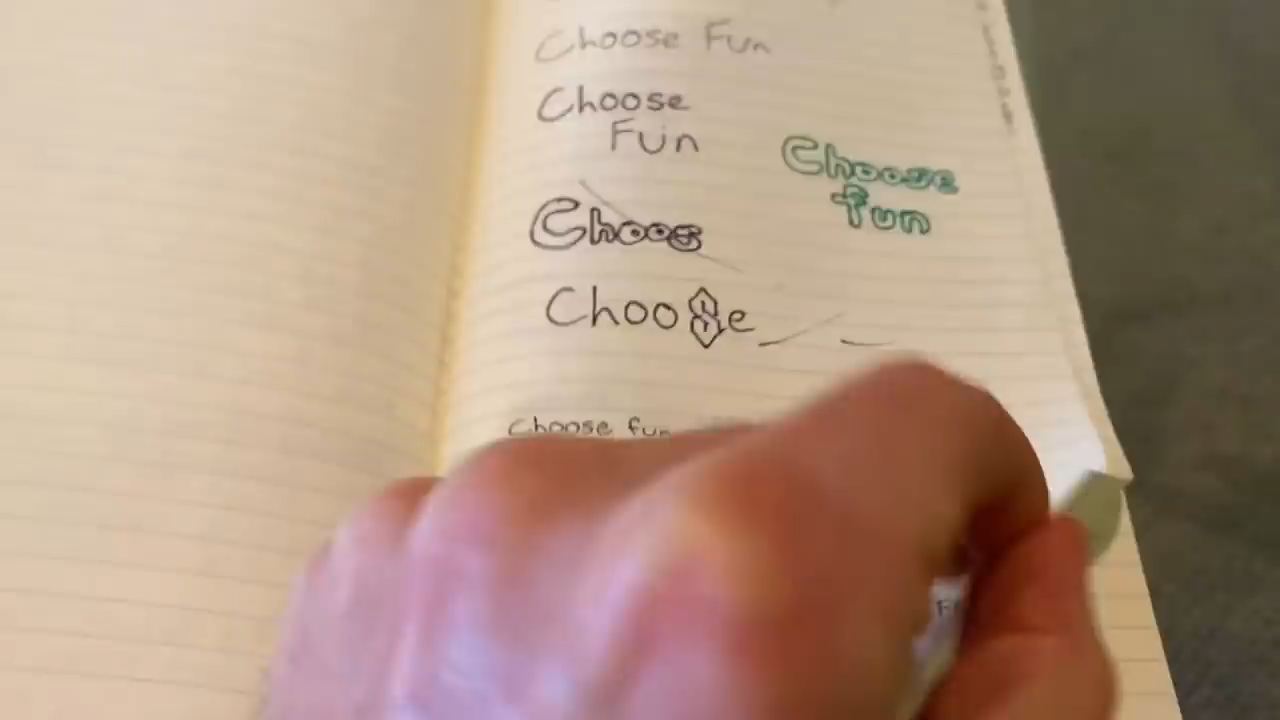 Choose Fun
Choose
Fun
Choose
fun
Choos
Choose
Choose fun